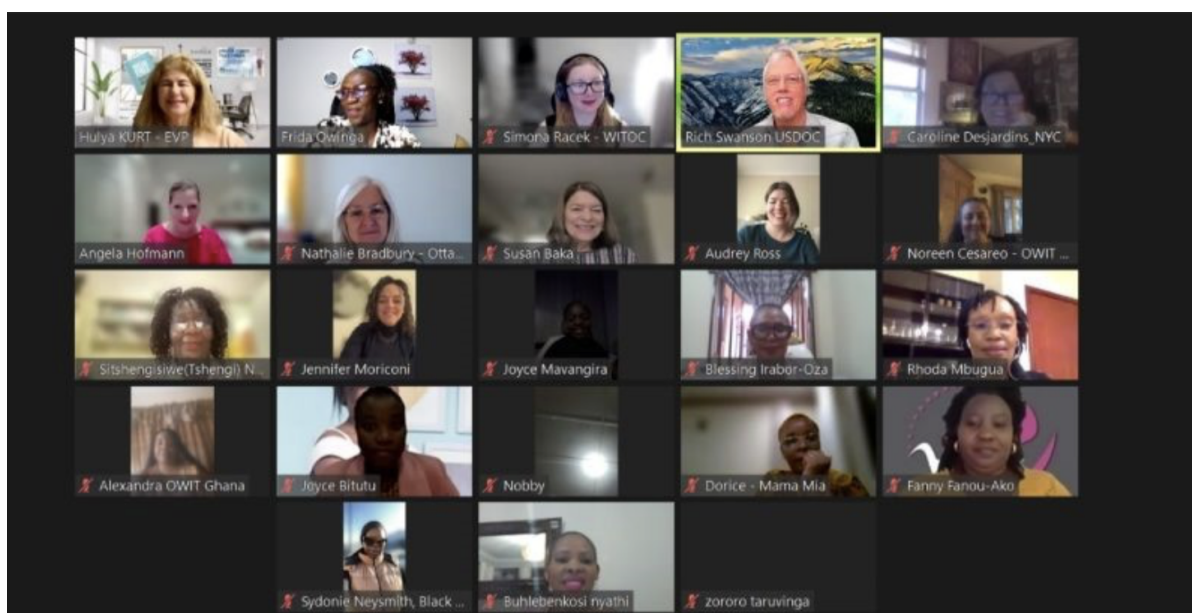 Hulya KURT - EVP
Frida Owinga
Simona Racek - WITOC
Rich Swanson USDOC
Caroline Desjardins_NYC
Angela Hofmann
Nathalie Bradbury - Otta...
Susan Baka
Audrey Ross
Noreen Cesareo - OWIT ...
Sitshengisiwe(Tshengi) N...
Jennifer Moriconi
Joyce Mavangira
Blessing Irabor-Oza
Rhoda Mbugua
Alexandra OWIT Ghana
Joyce Bitutu
Nobby
Dorice - Mama Mia
Fanny Fanou-Ako
Sydonie Neysmith, Black ...
Buhlebenkosi nyathi
zororo taruvinga